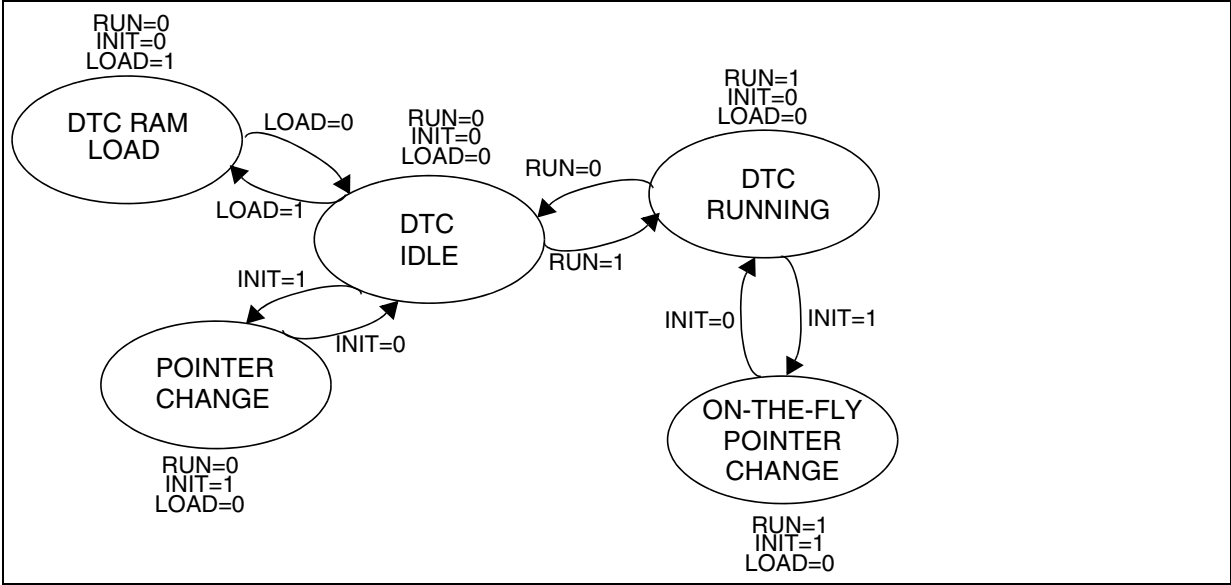 RUN=0
INIT=0
LOAD=1
DTC RAM
LOAD
LOAD=0
LOAD=1
RUN=0
INIT=0
LOAD=0
DTC
IDLE
RUN=0
RUN=1
RUN=1
INIT=0
LOAD=0
DTC
RUNNING
INIT=1
INIT=0
POINTER
CHANGE
RUN=0
INIT=1
LOAD=0
INIT=0
INIT=1
ON-THE-FLY
POINTER
CHANGE
RUN=1
INIT=1
LOAD=0